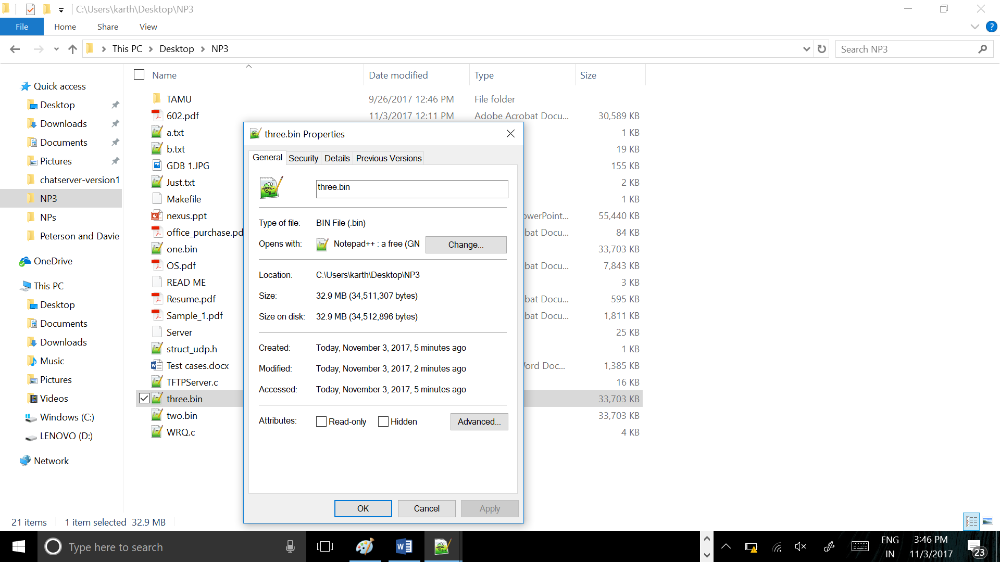 C:\Users\karth\Desktop\NP3
File Home Share View
This PC Desktop NP3
Search NP3
Name Date modified Type Size
Quick access
Desktop
Downloads
Documents
Pictures
chatserver-version1
NP3
NPs
Peterson and Davie
OneDrive
This PC
Desktop
Documents
Downloads
Music
Pictures
Videos
Windows (C:)
LENOVO (D:)
Network
TAMU 9/26/2017 12:46 PM File folder
602.pdf 11/3/2017 12:11 PM Adobe Acrobat Docu... 30,589 KB
a.txt 1 KB
b.txt 19 KB
GDB 1.JPG 155 KB
Just.txt 2 KB
Makefile 1 KB
nexus.ppt owerPoint... 55,440 KB
office_purchase.pd bat Docu... 84 KB
one.bin 33,703 KB
OS.pdf bat Docu... 7,843 KB
READ ME 3 KB
Resume.pdf bat Docu... 595 KB
Sample_1.pdf bat Docu... 1,811 KB
Server 25 KB
struct_udp.h 1 KB
Test cases.docx ord Doc... 1,385 KB
TFTPServer.c 16 KB
three.bin 33,703 KB
two.bin 33,703 KB
WRQ.c 4 KB
three.bin Properties
General Security Details Previous Versions
three.bin
Type of file: BIN File (.bin)
Opens with: Notepad++ : a free (GN Change...
Location: C:\Users\karth\Desktop\NP3
Size: 32.9 MB (34,511,307 bytes)
Size on disk: 32.9 MB (34,512,896 bytes)
Created: Today, November 3, 2017, 5 minutes ago
Modified: Today, November 3, 2017, 2 minutes ago
Accessed: Today, November 3, 2017, 5 minutes ago
Attributes: Read-only Hidden Advanced...
OK Cancel Apply
21 items 1 item selected 32.9 MB
Type here to search
ENG
IN
3:46 PM
11/3/2017
23